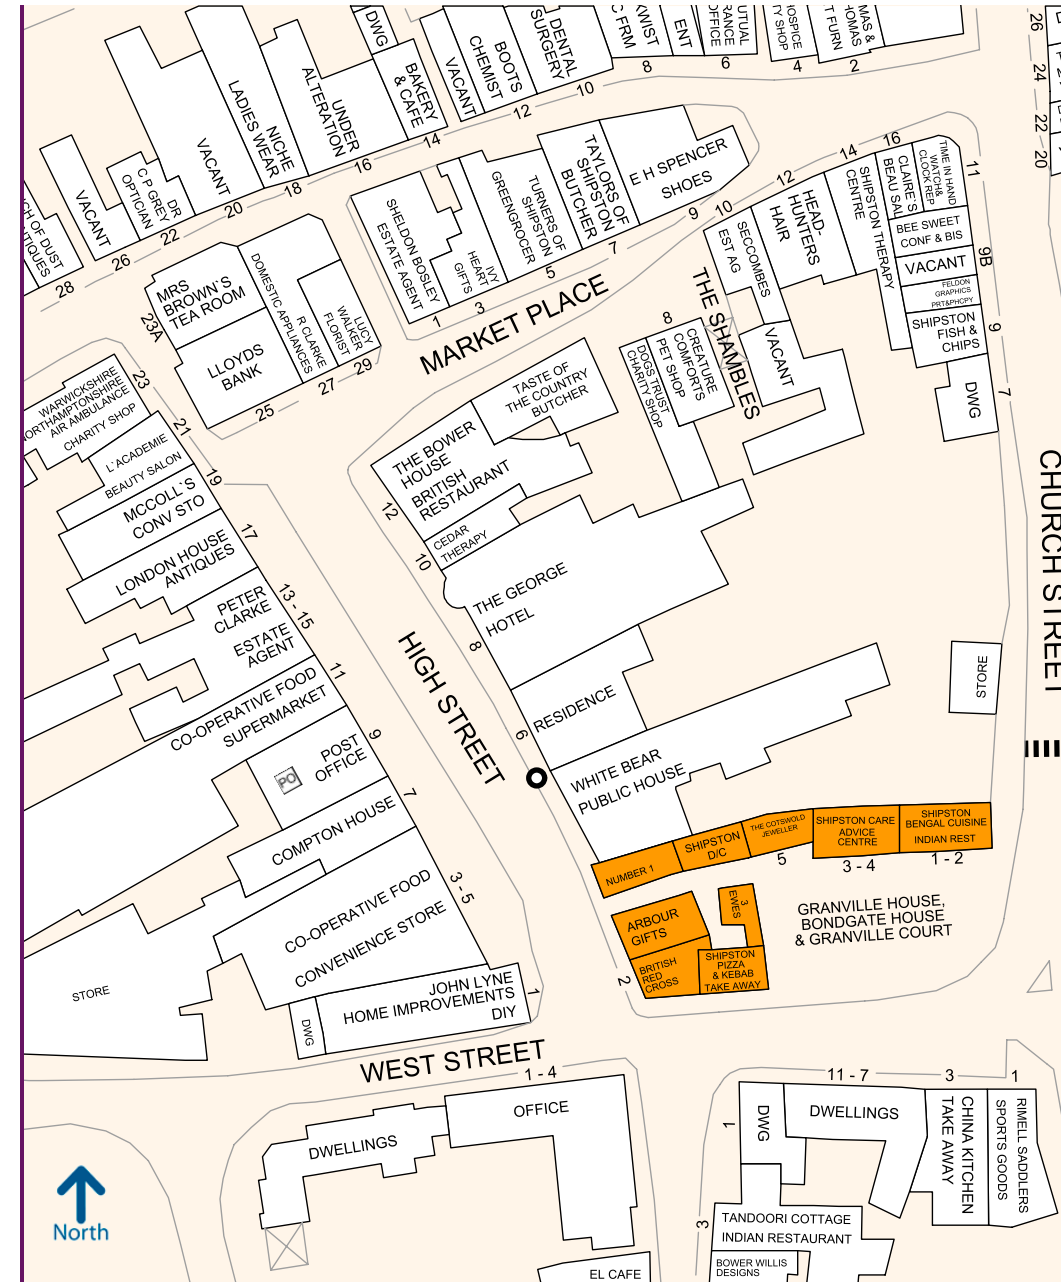 DWG
BAKERY
& CAFE
VACANT
BOOTS
CHEMIST
DENTAL
SURGERY
FRM
ENT
OFFICE
SHOP
T FURN
8
6
4
2
10
12
14
16
18
20
22
26
28
UNDER
ALTERATION
NICHE
LADIES WEAR
VACANT
DR
C P GREY
OPTICIAN
VACANT
CH OF DUST
TIQUES
26
24
22
20
SHELDON BOSLEY
ESTATE AGENT
IVY
HEART
GIFTS
TURNERS OF
SHIPSTON
GREENGROCER
TAYLORS OF
SHIPSTON
BUTCHER
E H SPENCER
SHOES
1
3
5
7
9
10
12
14
16
11
9B
9
7
SECCOMBES
EST AG
HEAD-
HUNTERS
HAIR
SHIPSTON THERAPY
CENTRE
CLAIRE'S
BEAU SAL
TIME IN HAND
WATCH&
CLOCK REP
BEE SWEET
CONF & BIS
VACANT
FELDON
GRAPHICS
PRT&PHCPY
SHIPSTON
FISH &
CHIPS
DWG
MARKET PLACE
THE SHAMBLES
VACANT
8
CREATURE
COMFORTS
PET SHOP
DOGS TRUST
CHARITY SHOP
MRS
BROWN'S
TEA ROOM
23A
LLOYDS
BANK
R CLARKE
DOMESTIC APPLIANCES
LUCY
WALKER
FLORIST
25
27
29
WARWICKSHIRE
ORTHAMPTONSHIRE
AIR AMBULANCE
CHARITY SHOP
23
21
L'ACADEMIE
BEAUTY SALON
19
MCCOLL'S
CONV STO
17
LONDON HOUSE
ANTIQUES
13 - 15
PETER
CLARKE
ESTATE
AGENT
11
CO-OPERATIVE FOOD
SUPERMARKET
9
POST
OFFICE
PO
7
COMPTON HOUSE
3 - 5
CO-OPERATIVE FOOD
CONVENIENCE STORE
STORE
JOHN LYNE
HOME IMPROVEMENTS
DIY
1
DWG
TASTE OF
THE COUNTRY
BUTCHER
THE BOWER
HOUSE
BRITISH
RESTAURANT
12
CEDAR
THERAPY
10
THE GEORGE
HOTEL
8
HIGH STREET
RESIDENCE
6
WHITE BEAR
PUBLIC HOUSE
STORE
CHURCH STREET
NUMBER 1
SHIPSTON
D/C
THE COTSWOLD
JEWELLER
SHIPSTON CARE
ADVICE
CENTRE
SHIPSTON
BENGAL CUISINE
INDIAN REST
5
3 - 4
1 - 2
ARBOUR
GIFTS
3
EWES
BRITISH
RED
CROSS
SHIPSTON
PIZZA
& KEBAB
TAKE AWAY
2
GRANVILLE HOUSE,
BONDGATE HOUSE
& GRANVILLE COURT
WEST STREET
1 - 4
OFFICE
DWELLINGS
11 - 7
3
1
1
DWG
DWELLINGS
CHINA KITCHEN
TAKE AWAY
RIMELL SADDLERS
SPORTS GOODS
3
TANDOORI COTTAGE
INDIAN RESTAURANT
BOWER WILLIS
DESIGNS
EL CAFE
North